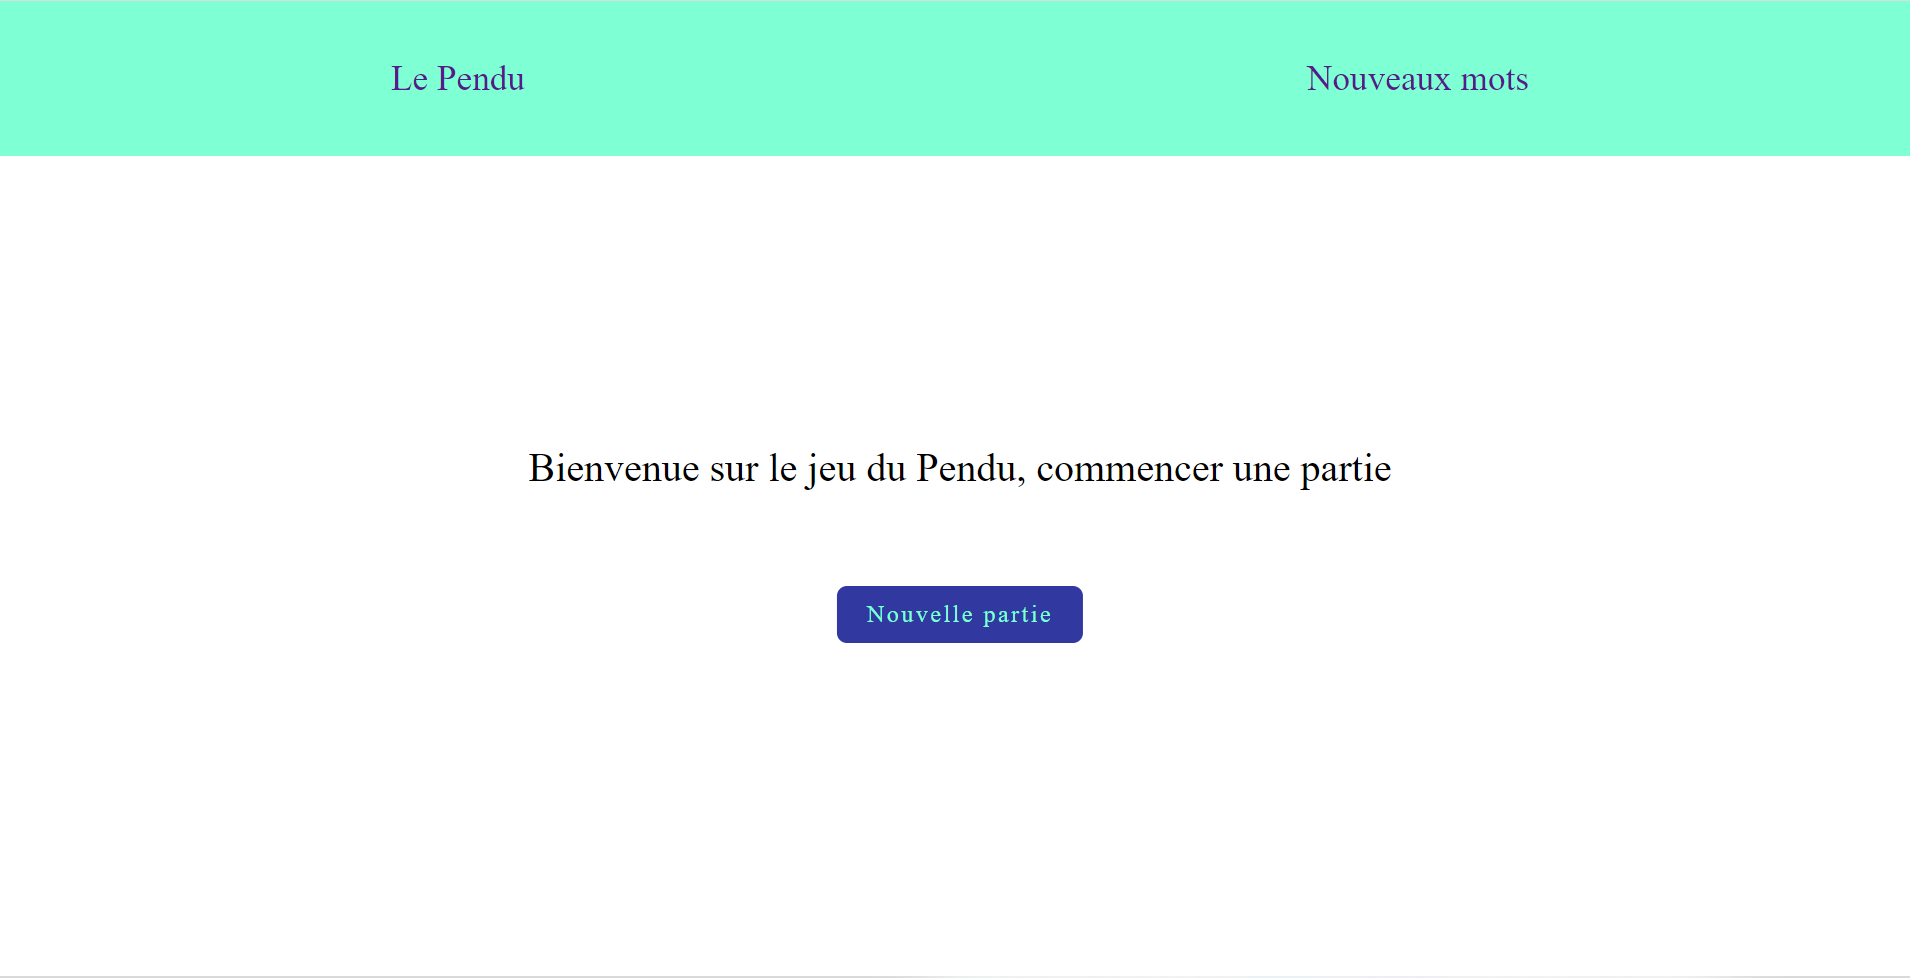 Le Pendu
Nouveaux mots
Bienvenue sur le jeu du Pendu, commencer une partie
Nouvelle partie